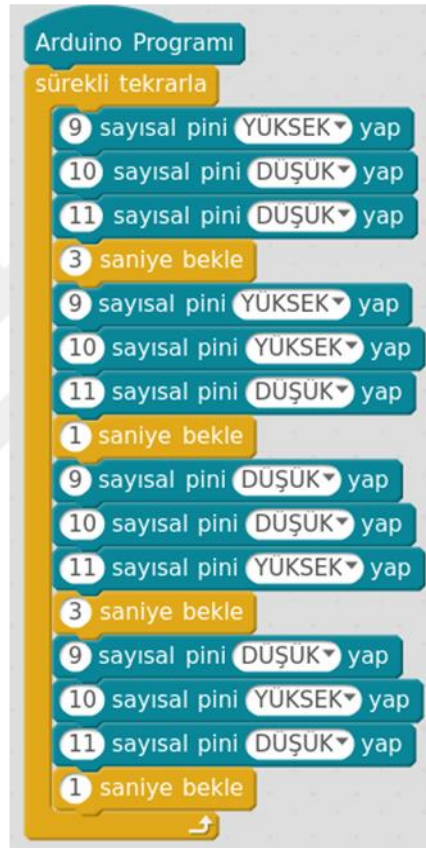 Arduino Programı
sürekli tekrarla
9 sayısal pini YÜKSEK yap
10 sayısal pini DÜŞÜK yap
11 sayısal pini DÜŞÜK yap
3 saniye bekle
9 sayısal pini YÜKSEK yap
10 sayısal pini YÜKSEK yap
11 sayısal pini DÜŞÜK yap
1 saniye bekle
9 sayısal pini DÜŞÜK yap
10 sayısal pini DÜŞÜK yap
11 sayısal pini YÜKSEK yap
3 saniye bekle
9 sayısal pini DÜŞÜK yap
10 sayısal pini YÜKSEK yap
11 sayısal pini DÜŞÜK yap
1 saniye bekle